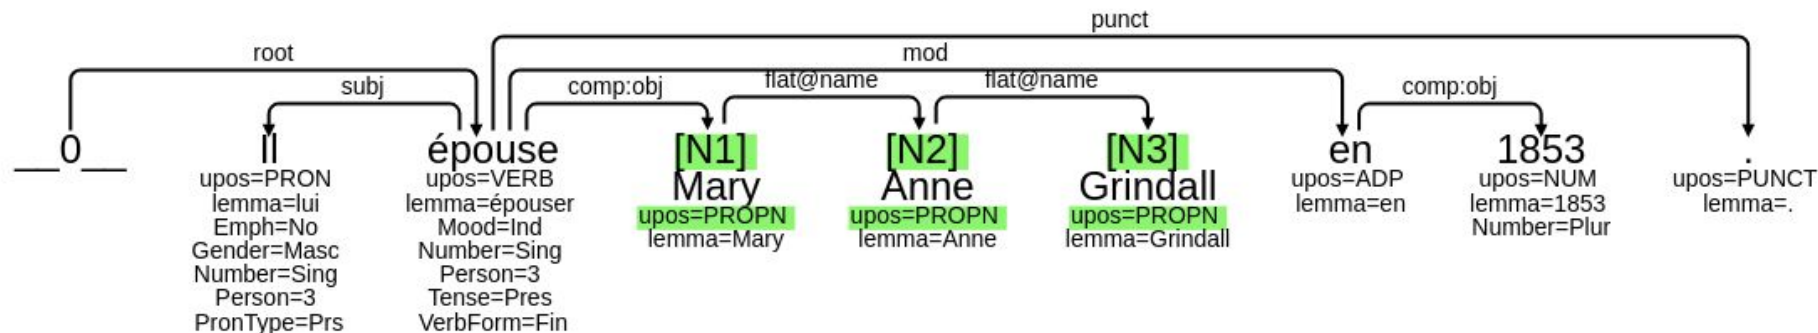 punct
root
mod
subj
comp:obj
flat@name
flat@name
comp:obj
__0__
Il
épouse
[N1]
[N2]
[N3]
en
1853
.
Mary
Anne
Grindall
upos=PRON
lemma=lui
Emph=No
Gender=Masc
Number=Sing
Person=3
PronType=Prs
upos=VERB
lemma=épouser
Mood=Ind
Number=Sing
Person=3
Tense=Pres
VerbForm=Fin
upos=PROPN
lemma=Mary
upos=PROPN
lemma=Anne
upos=PROPN
lemma=Grindall
upos=ADP
lemma=en
upos=NUM
lemma=1853
Number=Plur
upos=PUNCT
lemma=.